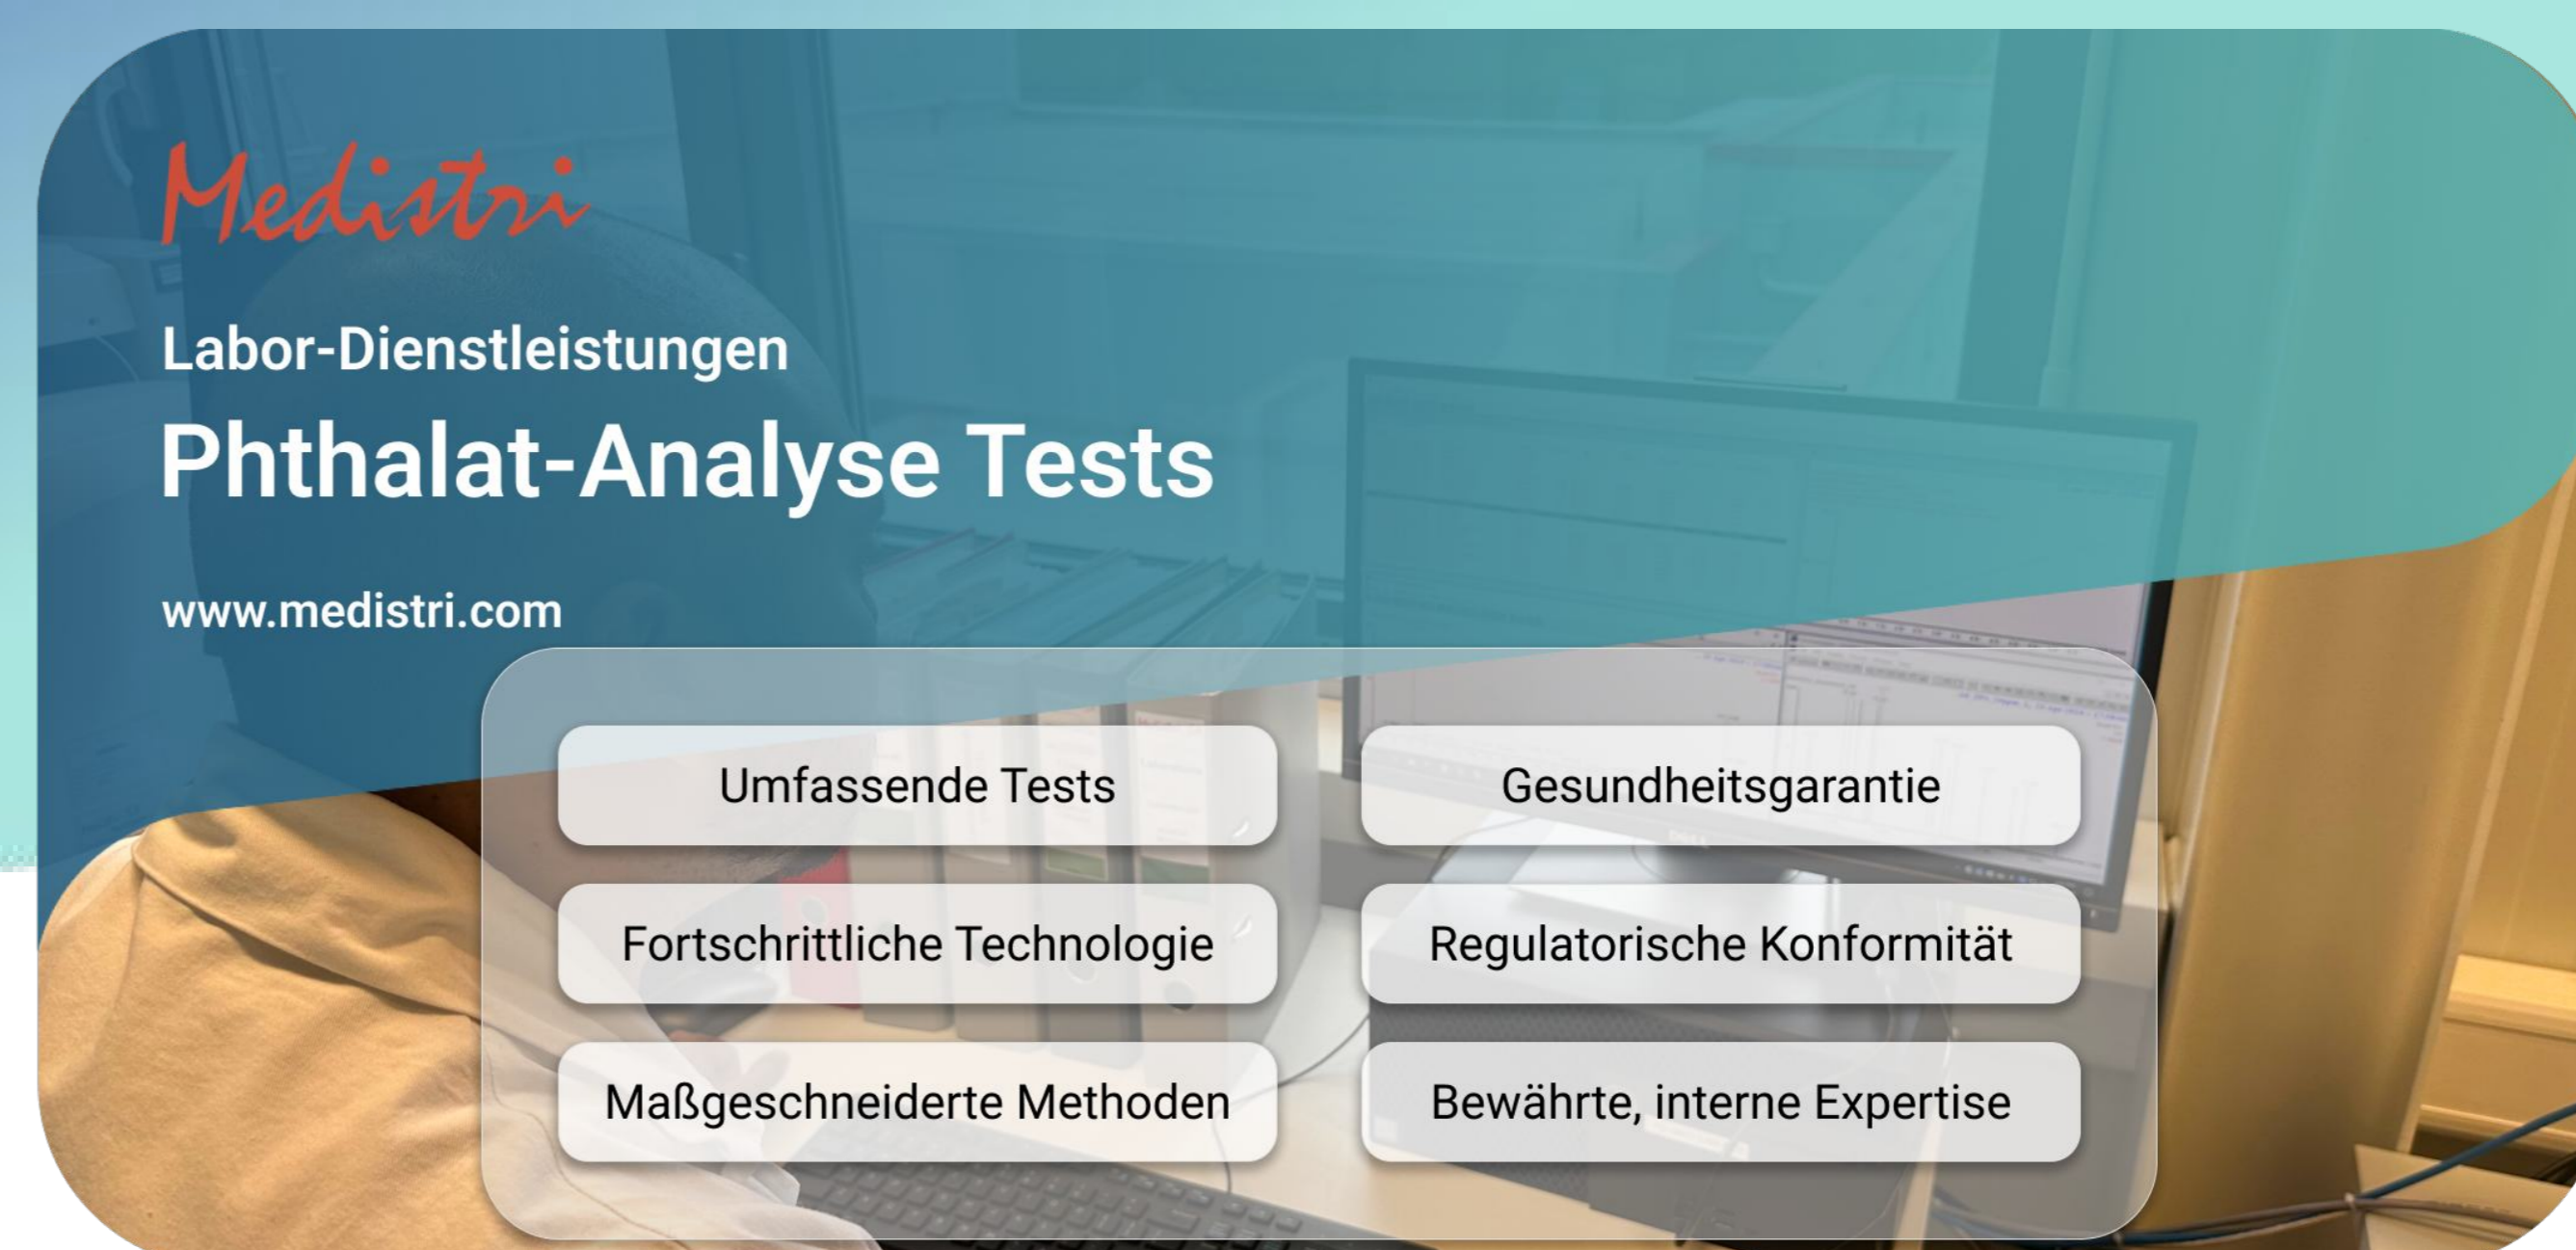 Medistri
Labor-Dienstleistungen
Phthalat-Analyse Tests
www.medistri.com
Umfassende Tests
Gesundheitsgarantie
Fortschrittliche Technologie
Regulatorische Konformität
Maßgeschneiderte Methoden
Bewährte, interne Expertise